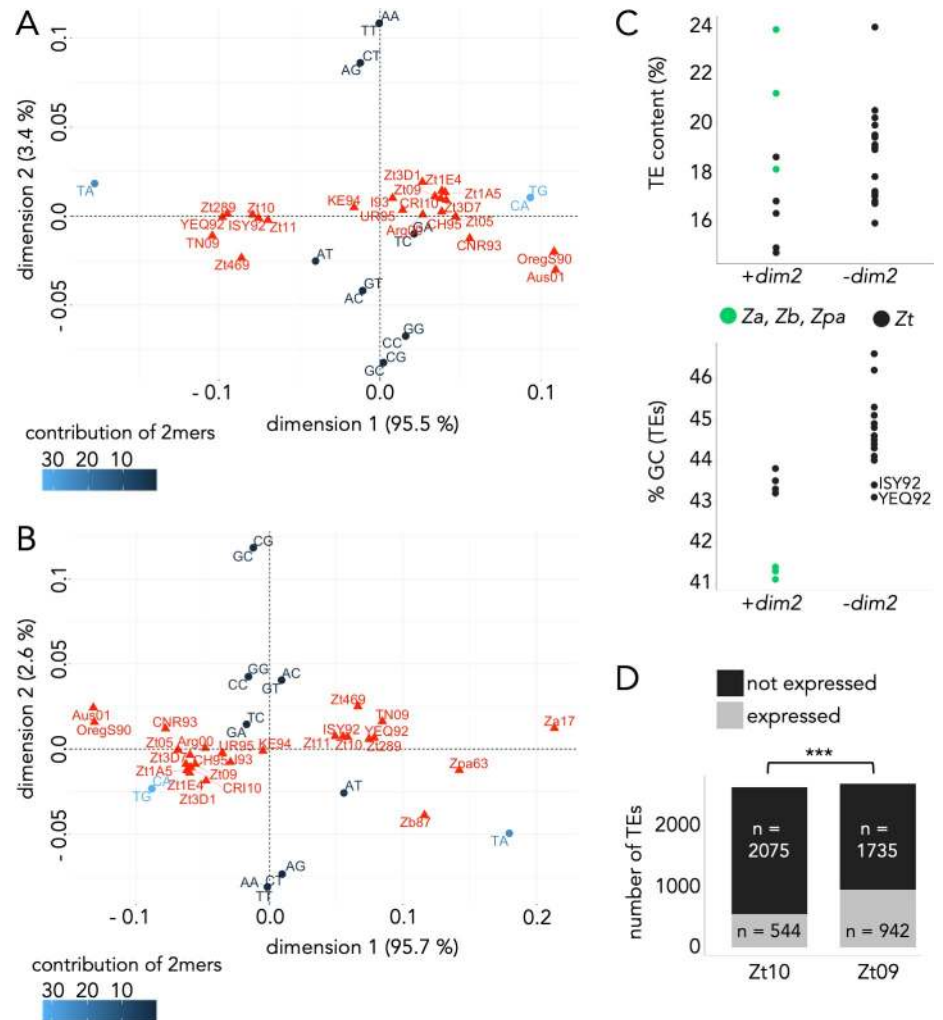 A
0.1
0.05
0.0
- 0.05
dimension 2 (3.4 %)
AA
TT
CT
AG
TA
Zt289
Zt10
YEQ92
ISY92
Zt11
TN09
Zt469
KE94
I93
UR95
Zt3D1
Zt09
Zt1E4
CRI10
Zt1A5
Zt3D7
GA
Arg00
CH95
Zt05
TC
CNR93
TG
CA
OregS90
Aus01
AT
GT
AC
GG
CC
CG
GC
- 0.1
0.0
0.1
dimension 1 (95.5 %)
contribution of 2mers
30 20 10
B
0.1
0.05
0.0
- 0.05
dimension 2 (2.6 %)
CG
GC
GG
CC
AC
GT
TC
GA
Aus01
OregS90
CNR93
Zt05
Arg00
UR95
KE94
Zt3D7
CH95
I93
Zt1A5
CA
Zt09
Zt1E4
CRI10
TG
Zt3D1
Zt469
TN09
ISY92
YEQ92
Zt11
Zt10
Zt289
Za17
Zpa63
Zb87
AT
TA
AG
AA
CT
TT
- 0.1
0.0
0.1
0.2
dimension 1 (95.7 %)
contribution of 2mers
30 20 10
C
TE content (%)
24
22
20
18
16
+dim2
-dim2
Za, Zb, Zpa
Zt
% GC (TEs)
46
45
44
43
42
41
ISY92
YEQ92
+dim2
-dim2
D
not expressed
expressed
***
number of TEs
2000
1000
0
n =
2075
n =
1735
n = 544
n = 942
Zt10
Zt09